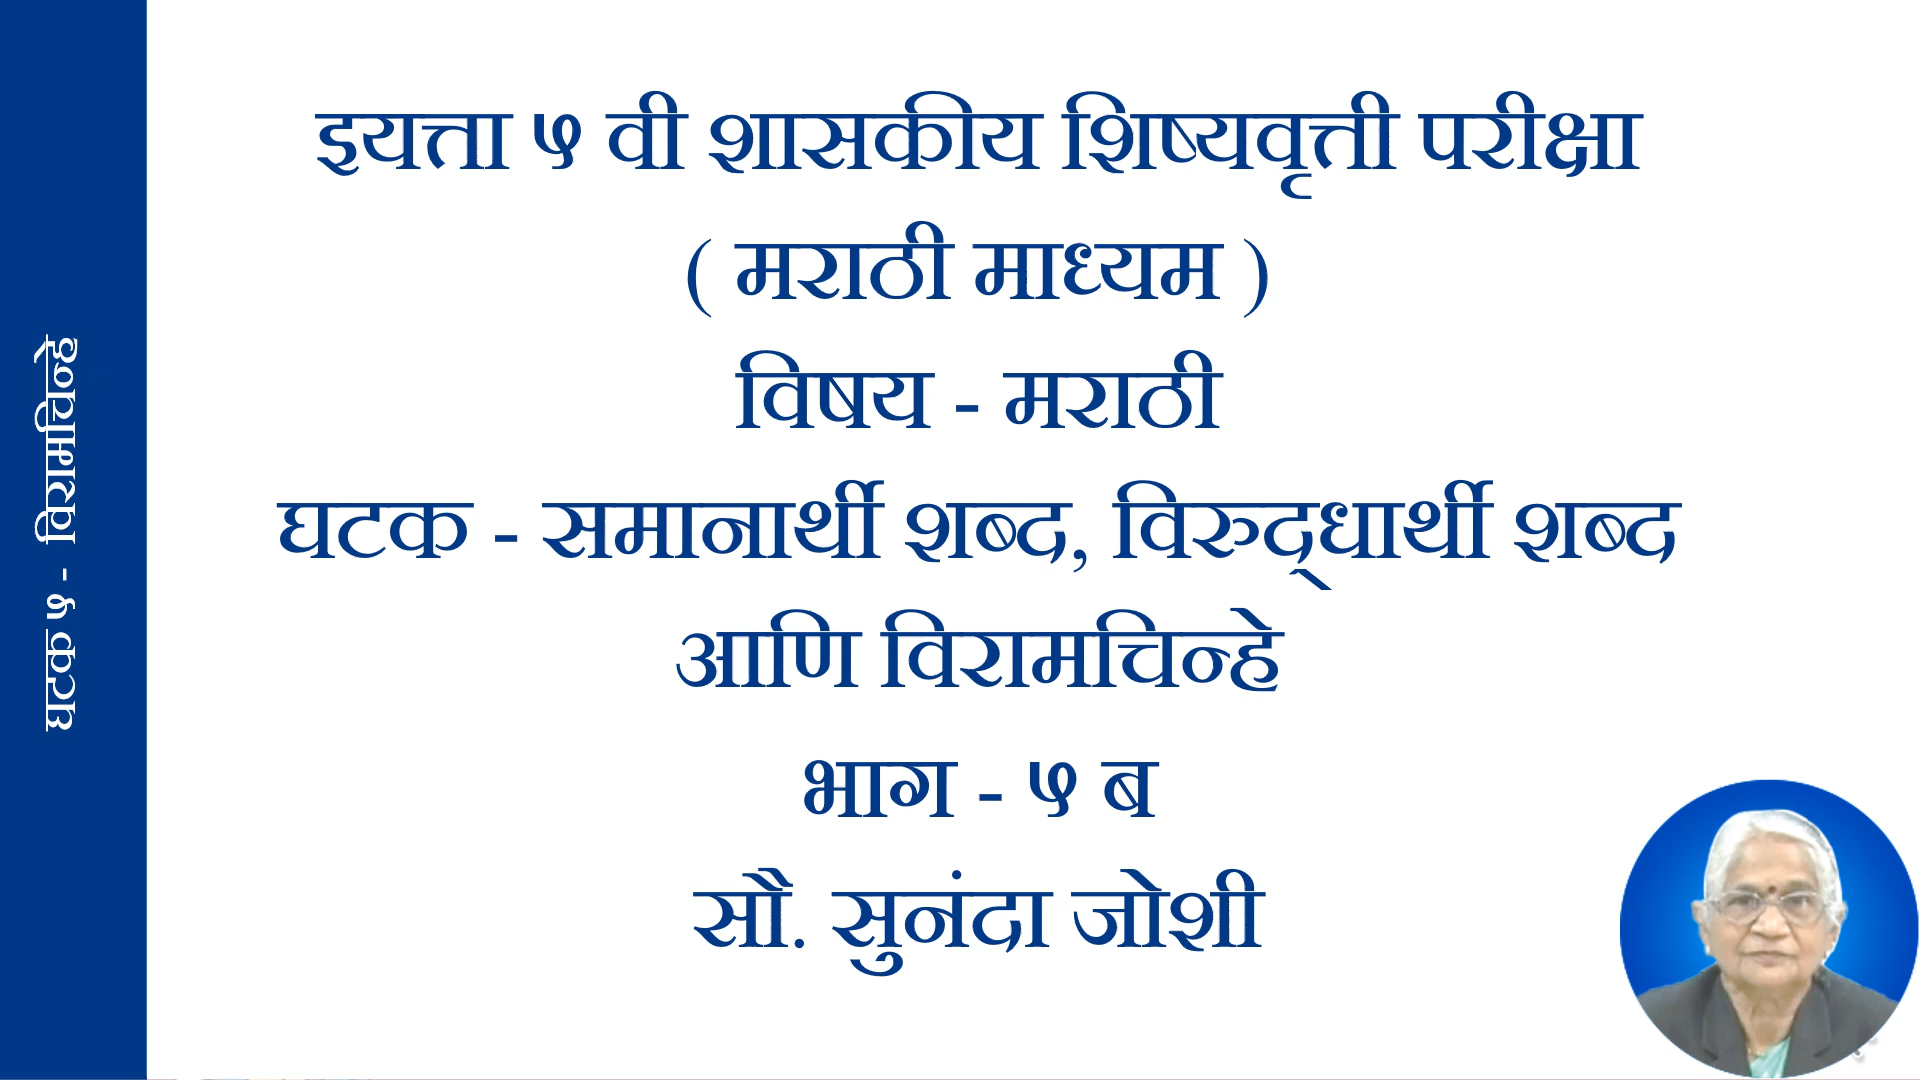 घटक ५ - विरामचिन्हे
इयत्ता ५ वी शासकीय शिष्यवृत्ती परीक्षा
( मराठी माध्यम )
विषय - मराठी
घटक - समानार्थी शब्द, विरुद्‌धार्थी शब्द
आणि विरामचिन्हे
भाग - ५ ब
सौ. सुनंदा जोशी